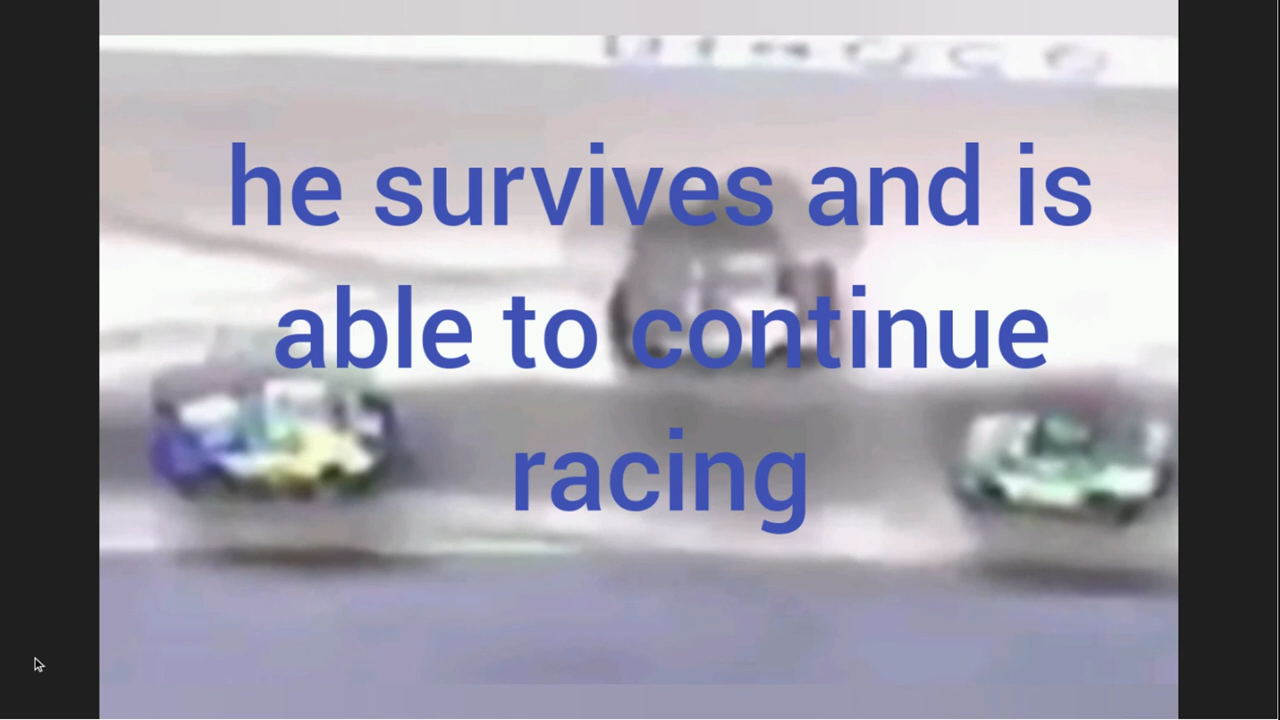 he survives and is
able to continue
racing